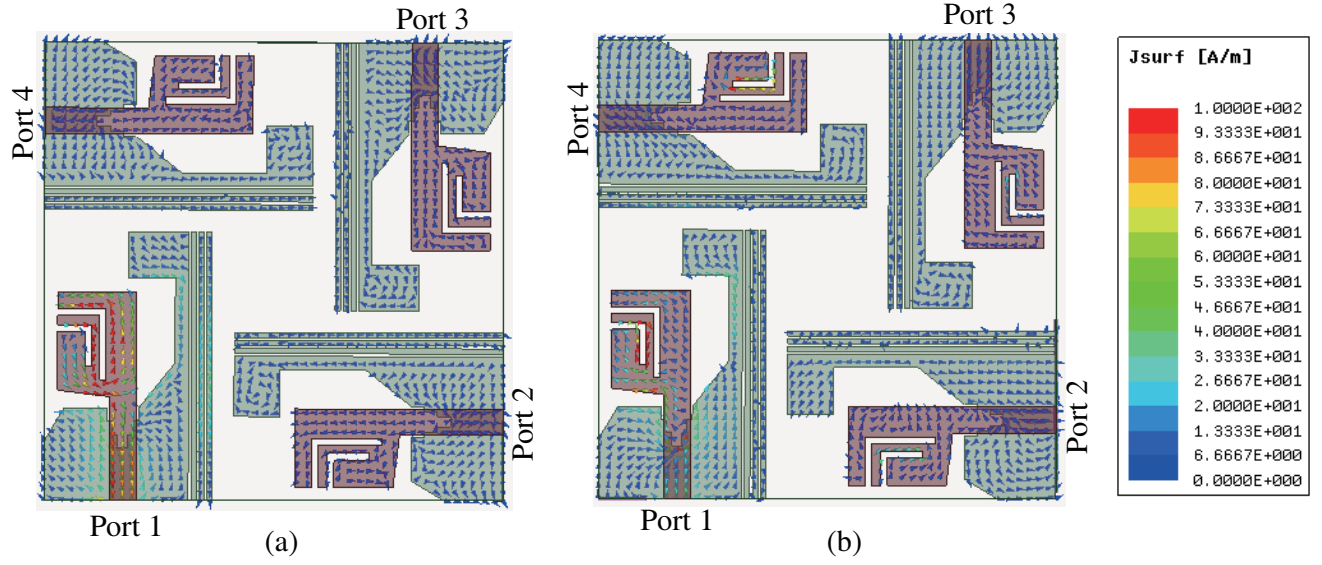 Port 3
Port 3
Port 4
Port 4
Jsurf [A/m]
1.0000E+002
9.3333E+001
8.6667E+001
8.0000E+001
7.3333E+001
6.6667E+001
6.0000E+001
5.3333E+001
4.6667E+001
4.0000E+001
3.3333E+001
2.6667E+001
2.0000E+001
1.3333E+001
6.6667E+000
0.0000E+000
Port 2
Port 2
Port 1
Port 1
(a)
(b)